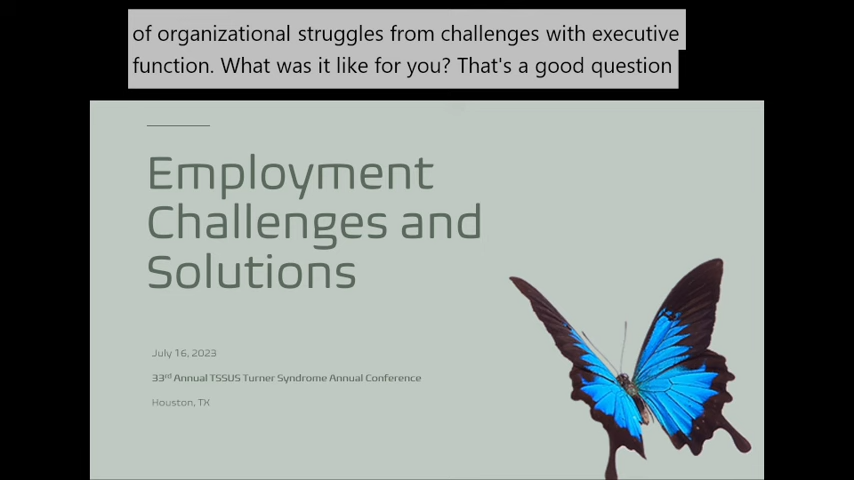 of organizational struggles from challenges with executive
function. What was it like for you? That's a good question
Employment
Challenges and
Solutions
July 16, 2023
33rd Annual TSSUS Turner Syndrome Annual Conference
Houston, TX